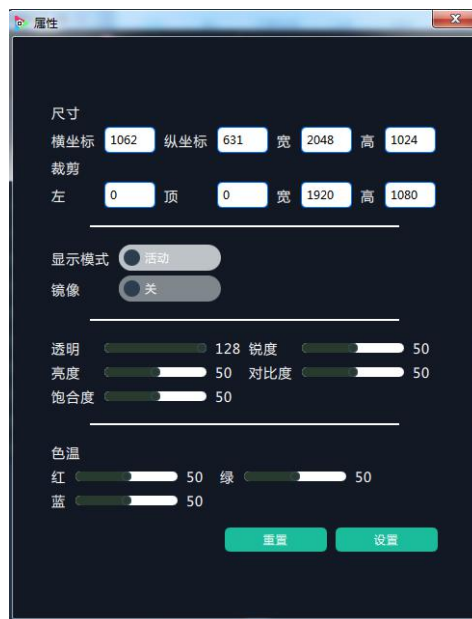 属性
尺寸
横坐标 1062 纵坐标 631 宽 2048 高 1024
裁剪
左 0 顶 0 宽 1920 高 1080
显示模式 活动
镜像 关
透明 128 锐度 50
亮度 50 对比度 50
饱合度 50
色温
红 50 绿 50
蓝 50
重置 设置